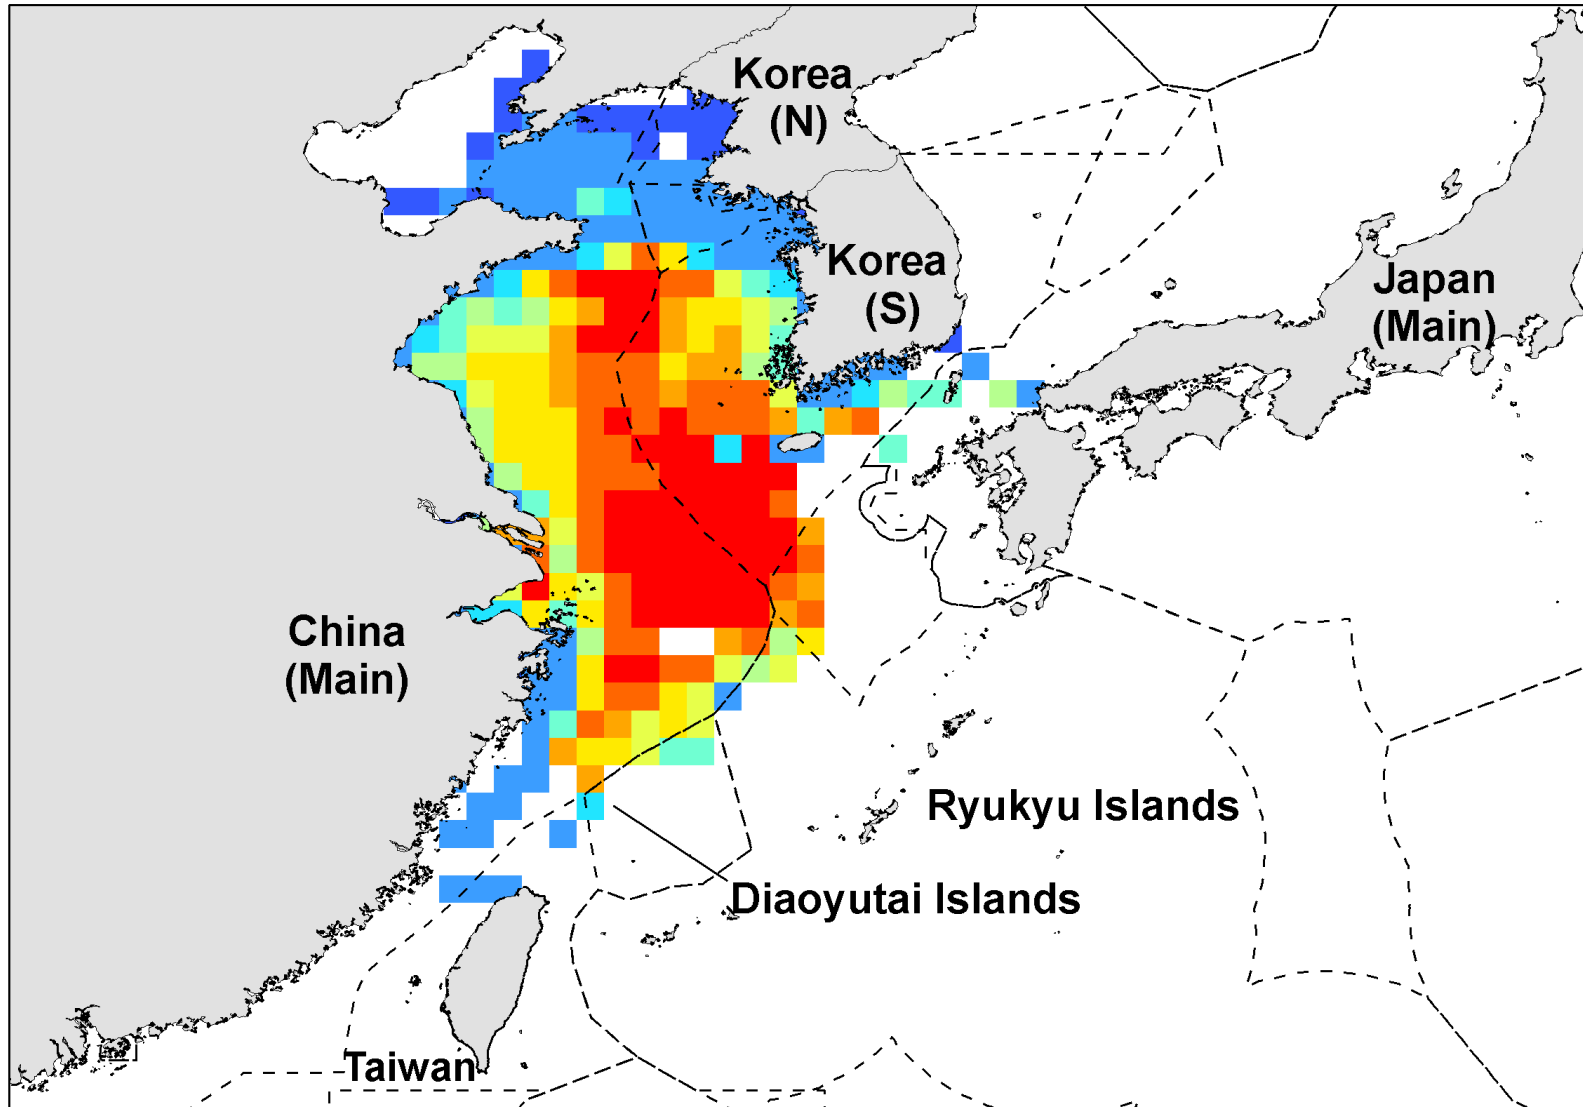 Korea
(N)
Korea
(S)
Japan
(Main)
China
(Main)
Ryukyu Islands
Diaoyutai Islands
Taiwan